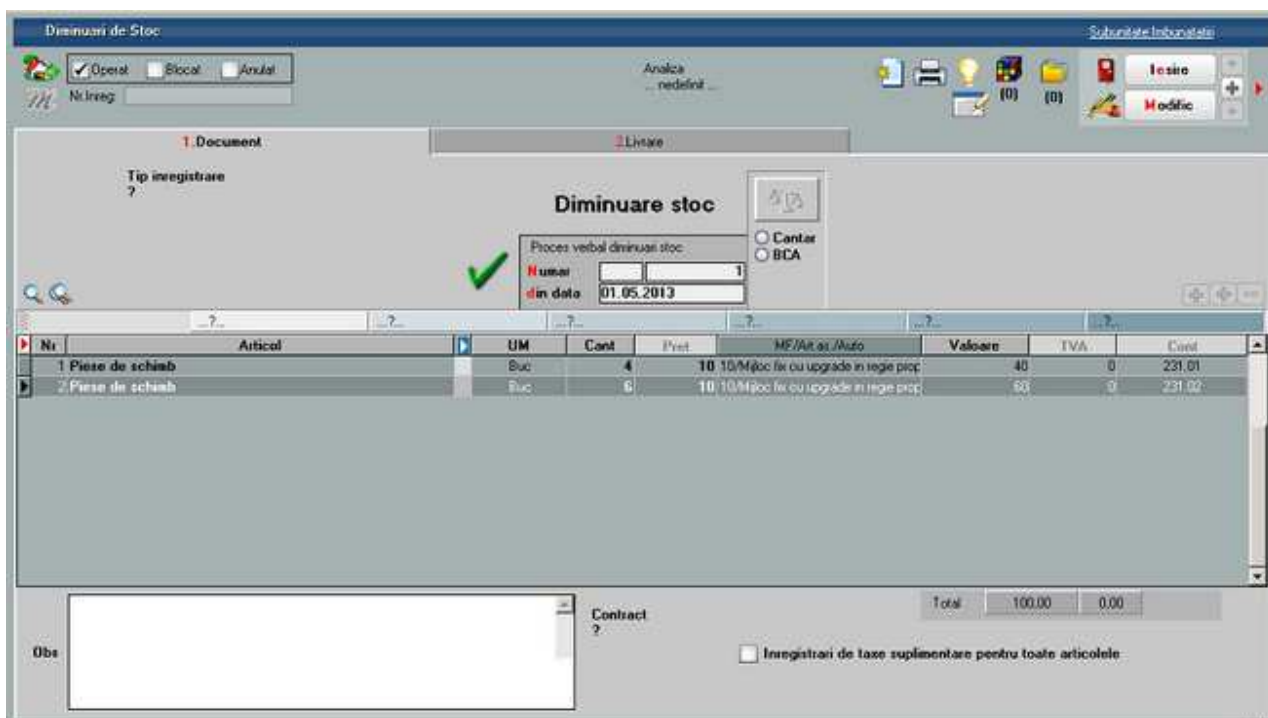 Diminuari de Stoc
Subunitate Imbunatatiri
Operat Blocat Anulat
Nr.Inreg
Analiza
... nedefinit ...
(0) (0)
Iesire
Modific
1.Document 2.Livrare
Tip inregistrare
?
Diminuare stoc
Cantar
BCA
Proces verbal diminuari stoc
Numar 1
din data 01.05.2013
...?... ...?... ...?... ...?... ...?... ...?...
Nr Articol UM Cant Pret MF/Art.as./Auto Valoare TVA Cont
1 Piese de schimb Buc 4 10 10/Mijloc fix cu upgrade in regie prop 40 0 231.01
2 Piese de schimb Buc 6 10 10/Mijloc fix cu upgrade in regie prop 60 0 231.02
Total 100.00 0.00
Obs
Contract
?
Inregistrari de taxe suplimentare pentru toate articolele